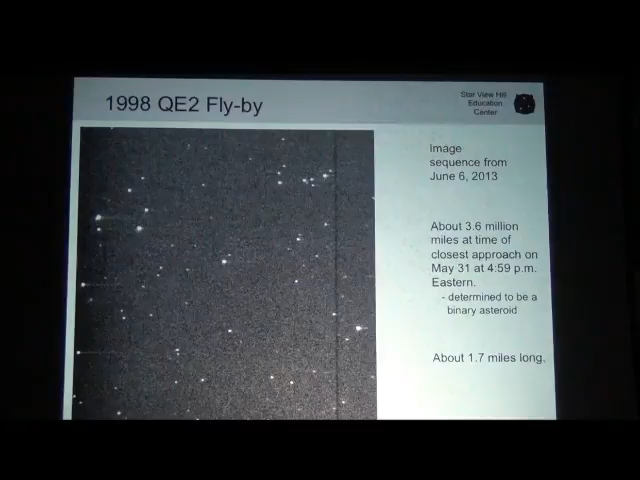 1998 QE2 Fly-by
Star View Hill
Education
Center
Image
sequence from
June 6, 2013
About 3.6 million
miles at time of
closest approach on
May 31 at 4:59 p.m.
Eastern.
- determined to be a
binary asteroid
About 1.7 miles long.